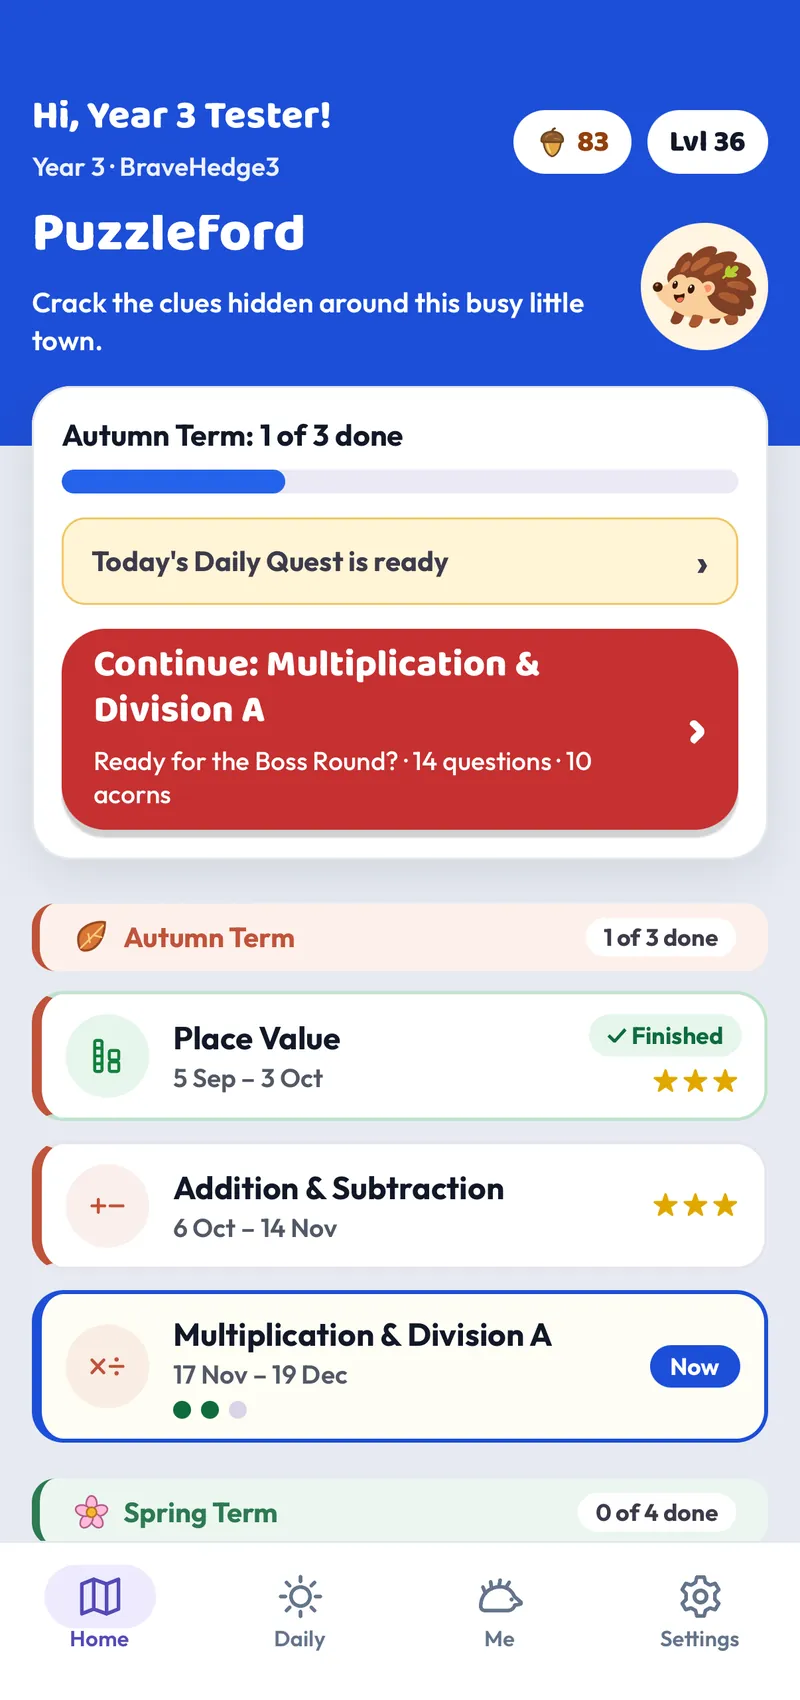 Hi, Year 3 Tester!
Year 3 · BraveHedge3
83
Lvl 36
Puzzleford
Crack the clues hidden around this busy little
town.
Autumn Term: 1 of 3 done
Today's Daily Quest is ready
Continue: Multiplication &
Division A
Ready for the Boss Round? · 14 questions · 10
acorns
Autumn Term
1 of 3 done
Place Value
5 Sep – 3 Oct
✓ Finished
Addition & Subtraction
6 Oct – 14 Nov
Multiplication & Division A
17 Nov – 19 Dec
Now
Spring Term
0 of 4 done
Home
Daily
Me
Settings